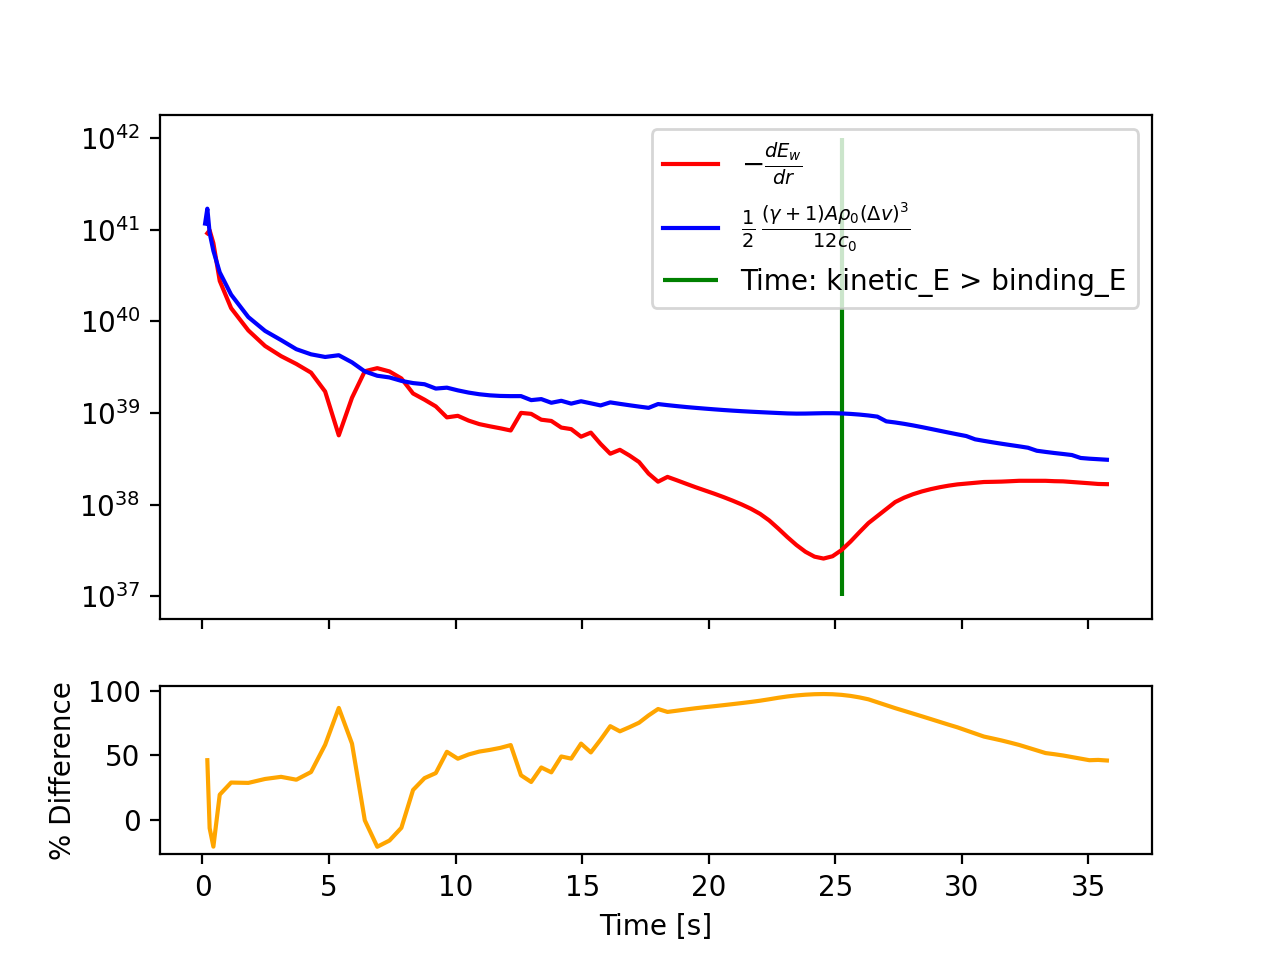 10^42
10^41
10^40
10^39
10^38
10^37
−dE_w/dr
1/2 (γ + 1)Aρ_0(Δv)^3/12c_0
Time: kinetic_E > binding_E
% Difference
100
50
0
0 5 10 15 20 25 30 35
Time [s]